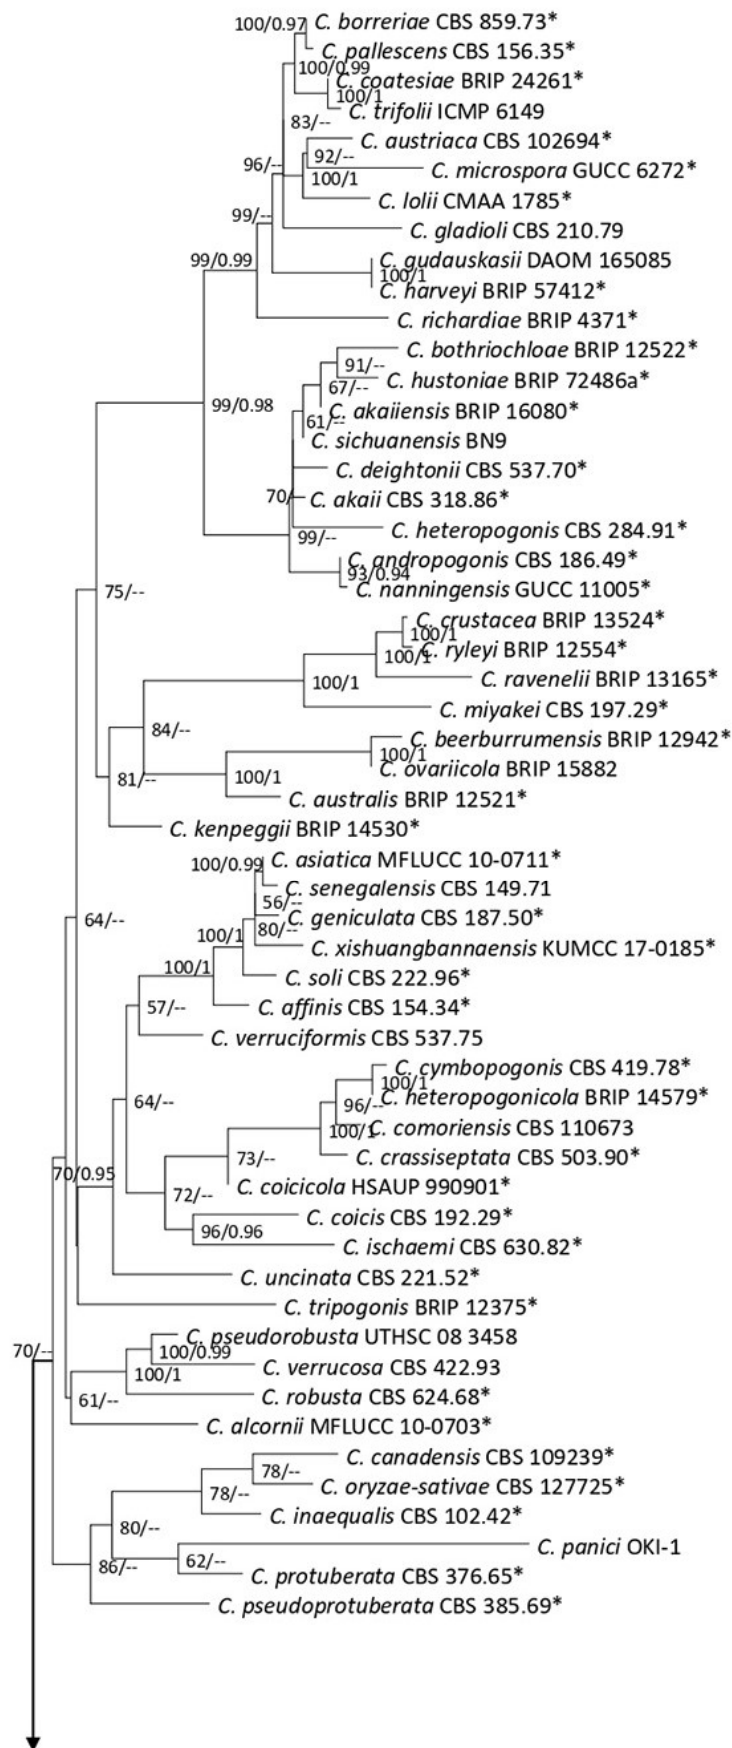 100/0.97 C. borreriae CBS 859.73*
C. pallescens CBS 156.35*
100/0.99
C. coatesiae BRIP 24261*
100/1
C. trifolii ICMP 6149
83/--
C. austriaca CBS 102694*
92/--
96/--
C. microspora GUCC 6272*
100/1
C. lolii CMAA 1785*
99/--
C. gladioli CBS 210.79
99/0.99
C. gudauskasii DAOM 165085
100/1
C. harveyi BRIP 57412*
C. richardiae BRIP 4371*
C. bothriochloae BRIP 12522*
91/--
C. hustoniae BRIP 72486a*
67/--
99/0.98
C. akaiiensis BRIP 16080*
61/--
C. sichuanensis BN9
C. deightonii CBS 537.70*
70/
C. akaii CBS 318.86*
C. heteropogonis CBS 284.91*
99/--
C. andropogonis CBS 186.49*
93/0.94
C. nanningensis GUCC 11005*
75/--
C. crustacea BRIP 13524*
100/1
C. ryleyi BRIP 12554*
100/1
C. ravenelii BRIP 13165*
100/1
C. miyakei CBS 197.29*
84/--
C. beerburrumensis BRIP 12942*
100/1
C. ovariicola BRIP 15882
81/--
100/1
C. australis BRIP 12521*
C. kenpeggii BRIP 14530*
100/0.99 C. asiatica MFLUCC 10-0711*
C. senegalensis CBS 149.71
56/--
64/--
C. geniculata CBS 187.50*
80/--
100/1
C. xishuangbannaensis KUMCC 17-0185*
100/1
C. soli CBS 222.96*
57/--
C. affinis CBS 154.34*
C. verruciformis CBS 537.75
C. cymbopogonis CBS 419.78*
100/1
C. heteropogonicola BRIP 14579*
64/--
96/--
100/1
C. comoriensis CBS 110673
73/--
C. crassiseptata CBS 503.90*
70/0.95
72/--
C. coicicola HSAUP 990901*
C. coicis CBS 192.29*
96/0.96
C. ischaemi CBS 630.82*
C. uncinata CBS 221.52*
C. tripogonis BRIP 12375*
C. pseudorobusta UTHSC 08 3458
70/--
100/0.99
C. verrucosa CBS 422.93
100/1
C. robusta CBS 624.68*
61/--
C. alcornii MFLUCC 10-0703*
C. canadensis CBS 109239*
78/--
C. oryzae-sativae CBS 127725*
78/--
C. inaequalis CBS 102.42*
80/--
C. panici OKI-1
62/--
86/--
C. protuberata CBS 376.65*
C. pseudoprotuberata CBS 385.69*